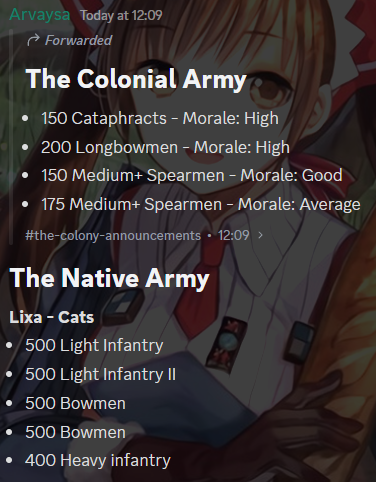 Arvaysa Today at 12:09
Forwarded
The Colonial Army
• 150 Cataphracts - Morale: High
• 200 Longbowmen - Morale: High
• 150 Medium+ Spearmen - Morale: Good
• 175 Medium+ Spearmen - Morale: Average
#the-colony-announcements • 12:09 >
The Native Army
Lixa - Cats
• 500 Light Infantry
• 500 Light Infantry II
• 500 Bowmen
• 500 Bowmen
• 400 Heavy infantry